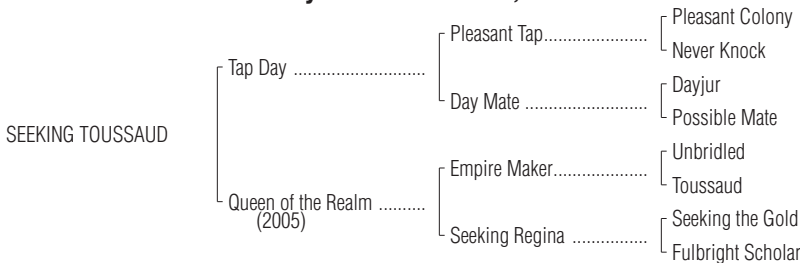 Pleasant Colony
Pleasant Tap......................
Never Knock
Tap Day ............................
Dayjur
Day Mate ..........................
Possible Mate
SEEKING TOUSSAUD
Unbridled
Empire Maker....................
Toussaud
Queen of the Realm ..........
(2005)
Seeking the Gold
Seeking Regina ................
Fulbright Scholar